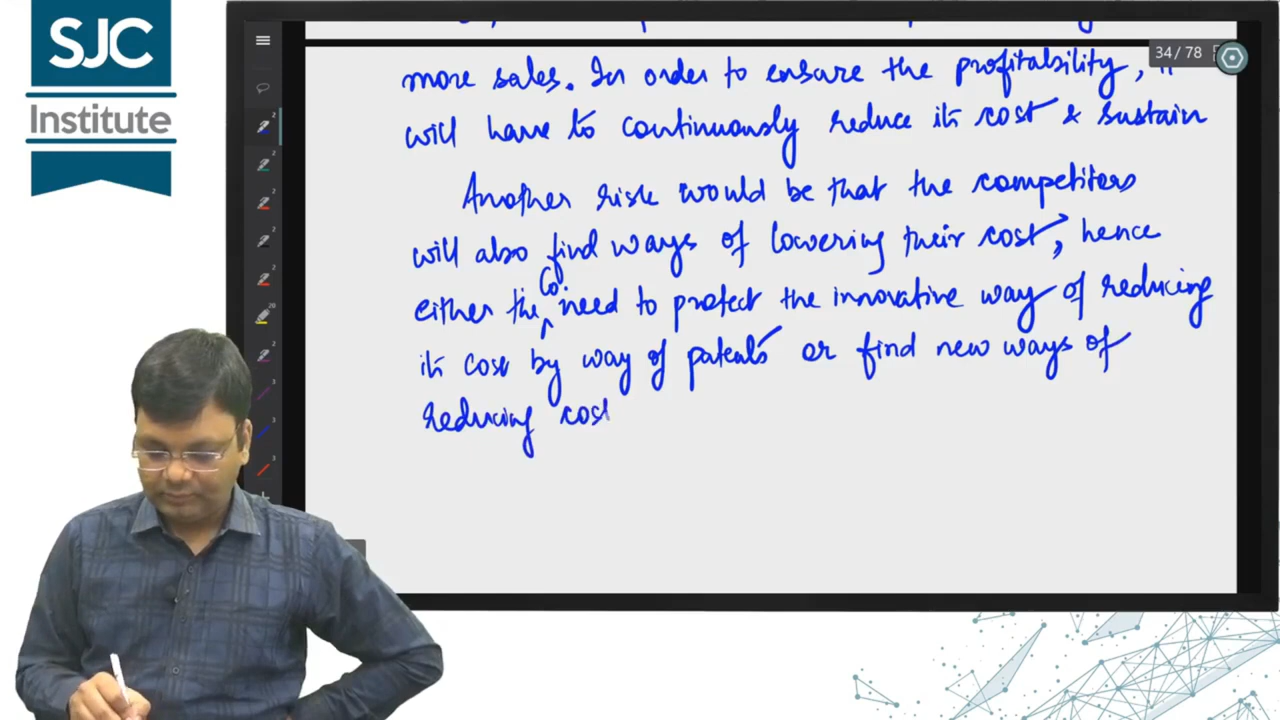 SJC
Institute
34 / 78
more sales. In order to ensure the profitability, it
will have to continuously reduce its cost & sustain
Another risk would be that the competitors
will also find ways of lowering their cost, hence
either the Co. need to protect the innovative way of reducing
its cost by way of patents or find new ways of
reducing cost